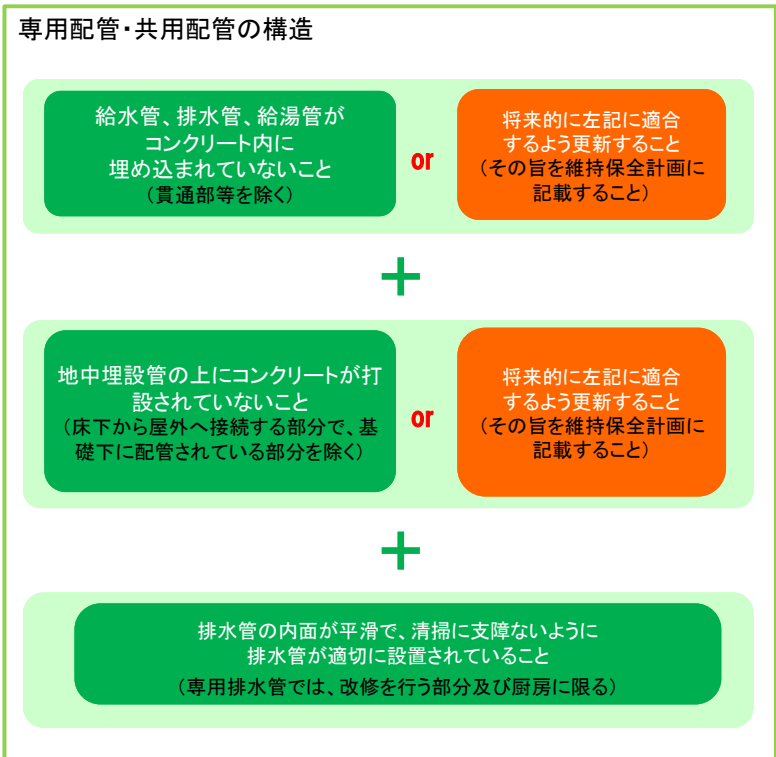 専用配管・共用配管の構造
給水管、排水管、給湯管が
コンクリート内に
埋め込まれていないこと
（貫通部等を除く）
or
将来的に左記に適合
するよう更新すること
（その旨を維持保全計画に
記載すること）
+
地中埋設管の上にコンクリートが打
設されていないこと
（床下から屋外へ接続する部分で、基
礎下に配管されている部分を除く）
or
将来的に左記に適合
するよう更新すること
（その旨を維持保全計画に
記載すること）
+
排水管の内面が平滑で、清掃に支障ないように
排水管が適切に設置されていること
（専用排水管では、改修を行う部分及び厨房に限る）